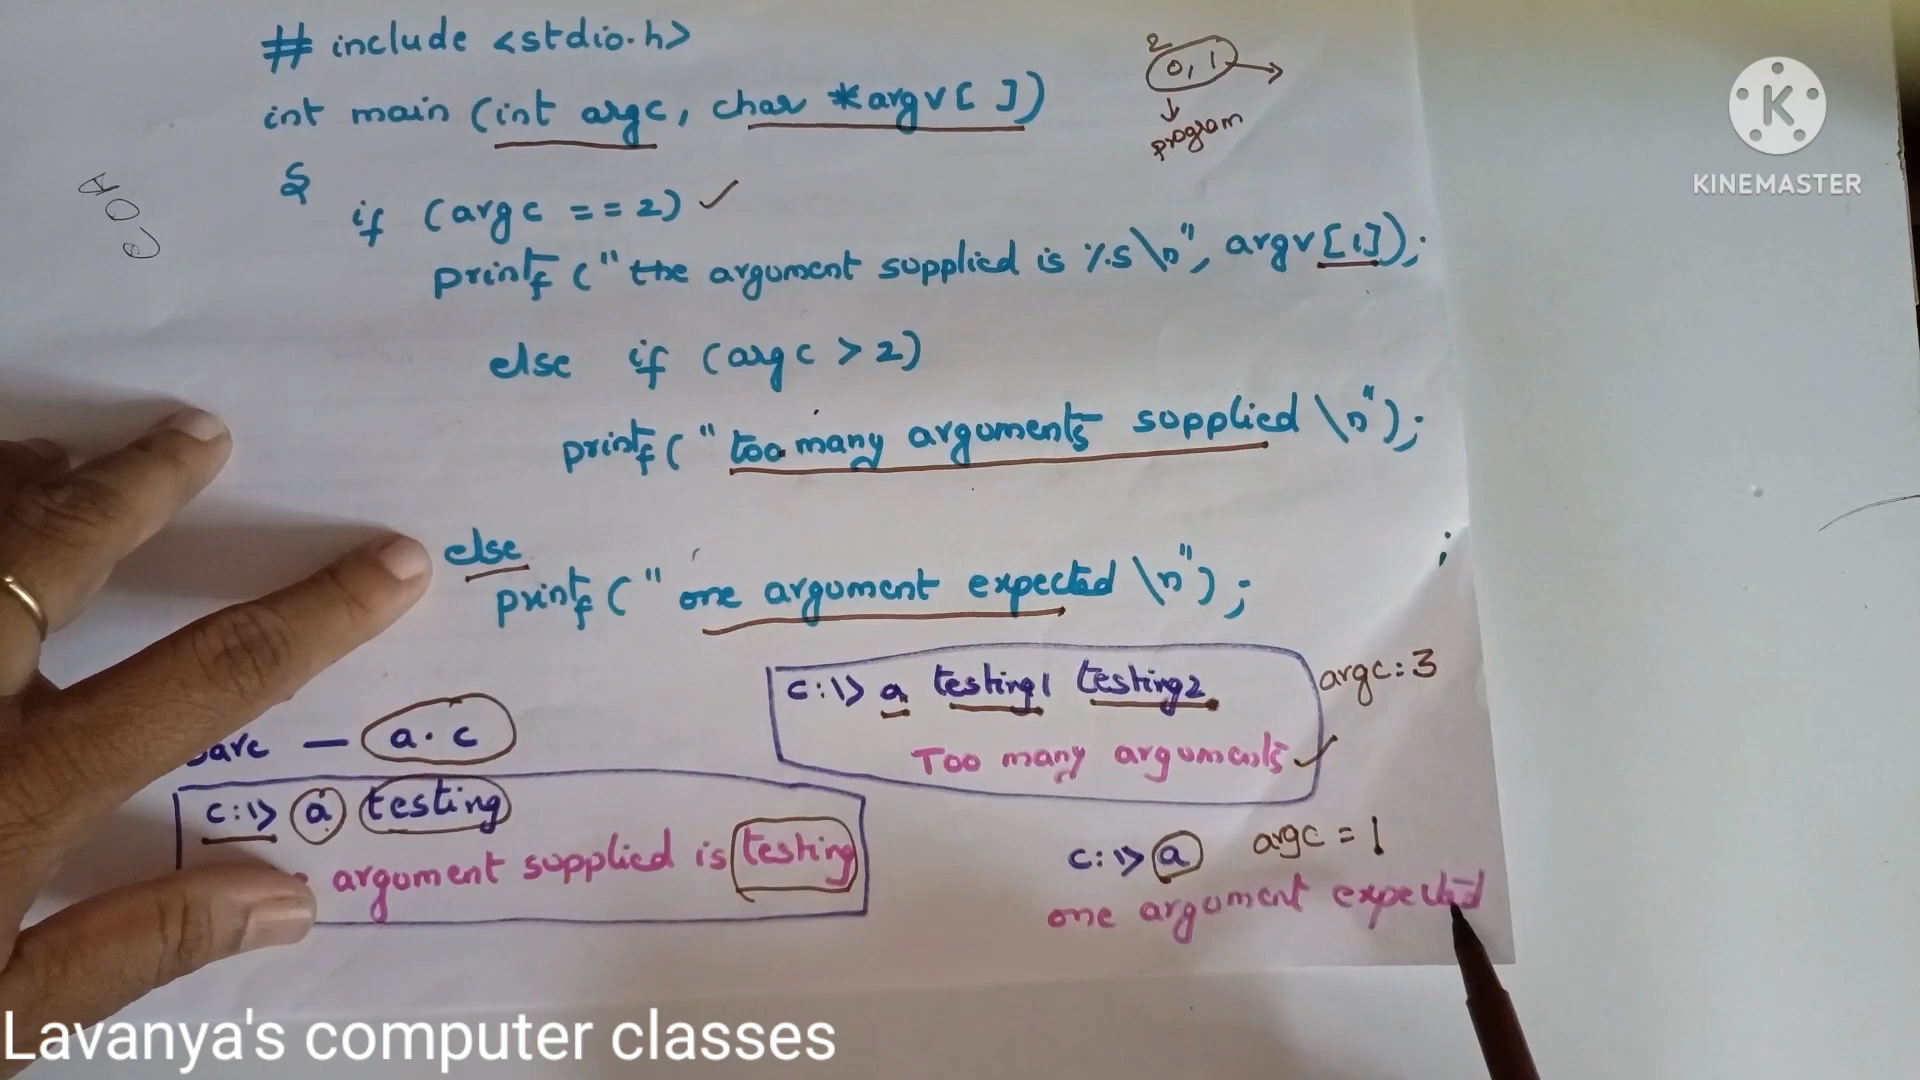 # include <stdio.h>
int main (int argc, char *argv[ ])
{
if (argc == 2)
printf (" the argument supplied is %s \n", argv[1]);
else if (argc > 2)
printf (" too many arguments supplied \n");
else
printf (" one argument expected \n");
;
2
0, 1
program
KINEMASTER
a.c
c:\> a testing
argument supplied is testing
c:\> a testing1 testing2
argc:3
Too many arguments
c:\> a argc = 1
one argument expected
Lavanya's computer classes